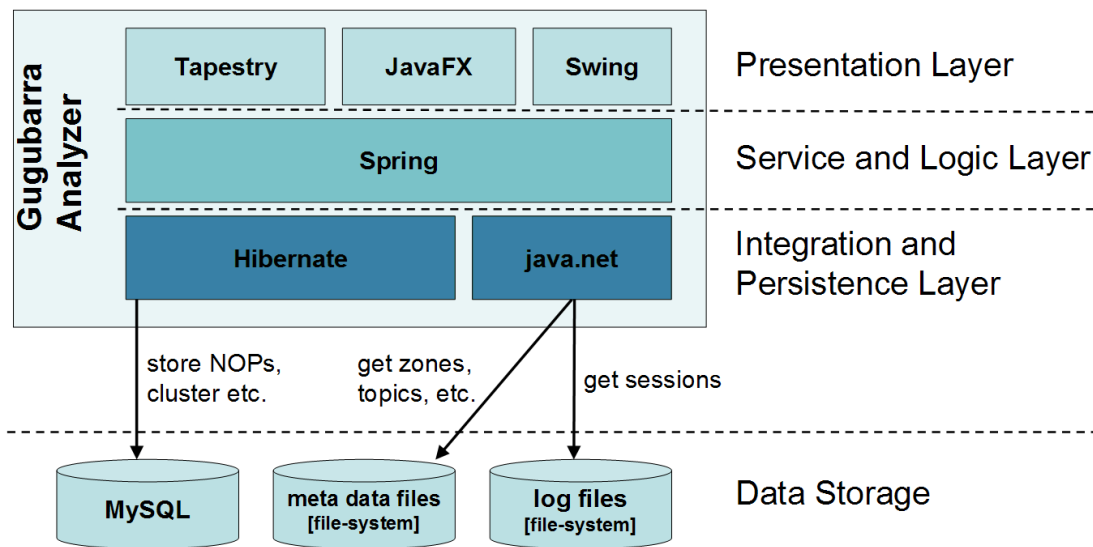 Gugubarra
Analyzer
Tapestry
JavaFX
Swing
Presentation Layer
Spring
Service and Logic Layer
Hibernate
java.net
Integration and
Persistence Layer
store NOPs,
cluster etc.
get zones,
topics, etc.
get sessions
MySQL
meta data files
[file-system]
log files
[file-system]
Data Storage